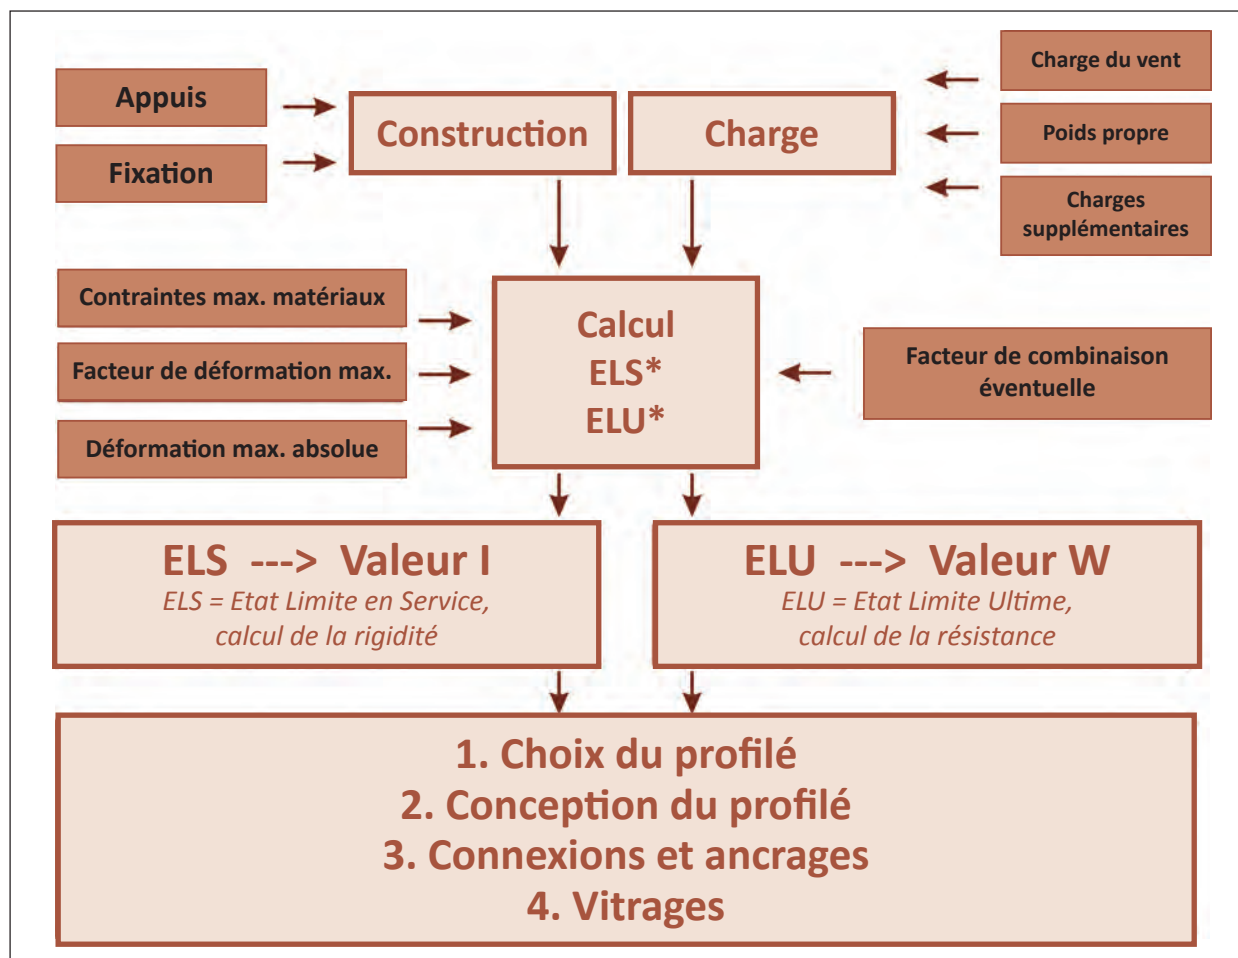 Appuis
Fixation
Construction
Charge
Charge du vent
Poids propre
Charges
supplémentaires
Contraintes max. matériaux
Facteur de déformation max.
Déformation max. absolue
Calcul
ELS*
ELU*
Facteur de combinaison
éventuelle
ELS ---> Valeur I
ELS = Etat Limite en Service,
calcul de la rigidité
ELU ---> Valeur W
ELU = Etat Limite Ultime,
calcul de la résistance
1. Choix du profilé
2. Conception du profilé
3. Connexions et ancrages
4. Vitrages